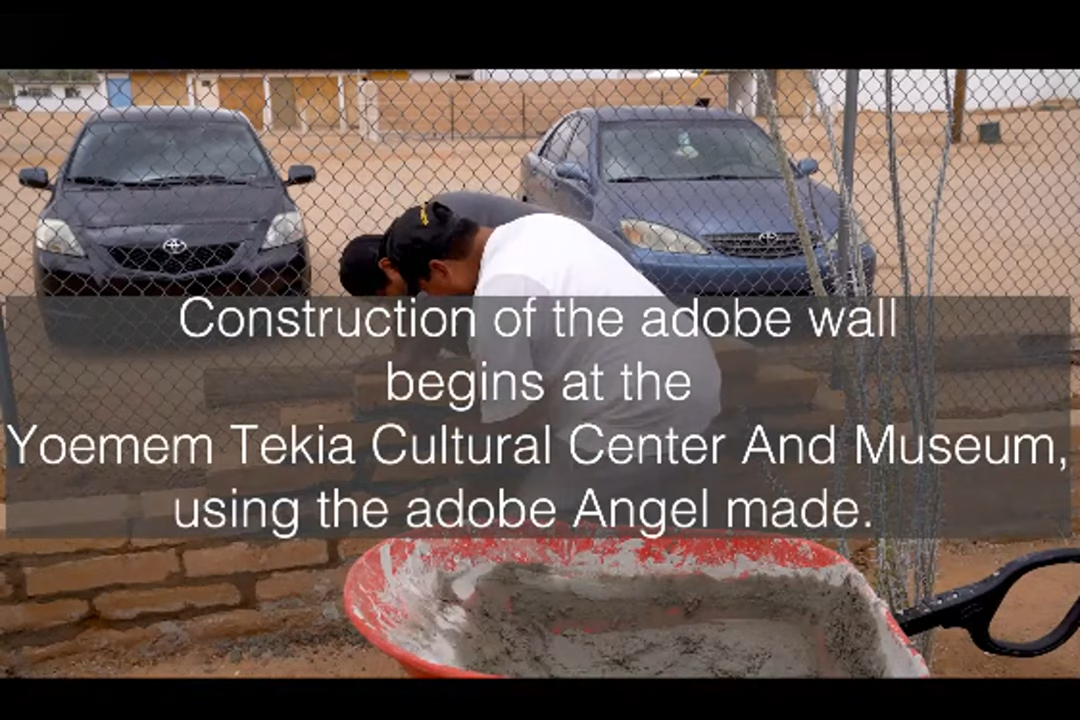 Construction of the adobe wall
begins at the
Yoemem Tekia Cultural Center And Museum,
using the adobe Angel made.